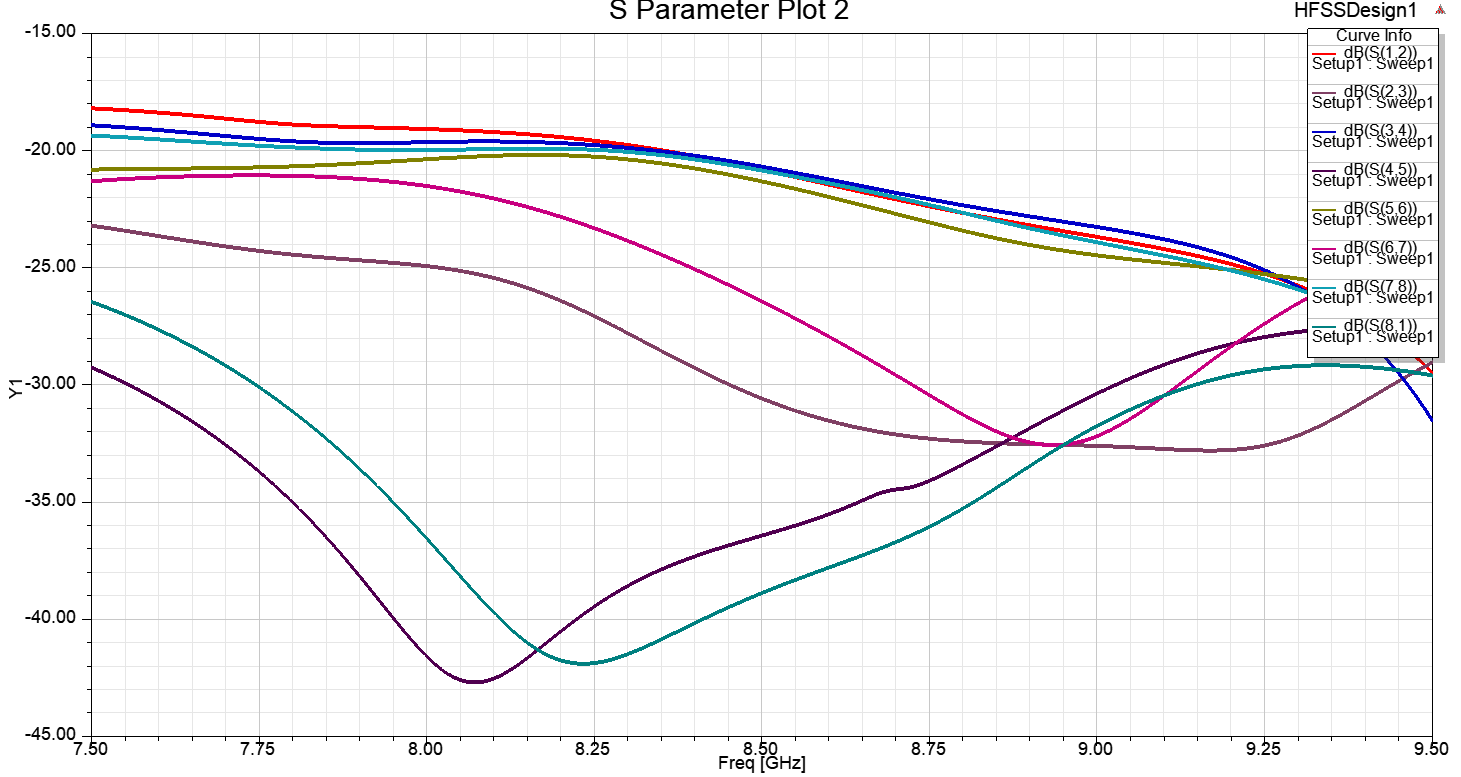 S Parameter Plot 2
HFSSDesign1
Curve Info
dB(S(1,2))
Setup1 : Sweep1
dB(S(2,3))
Setup1 : Sweep1
dB(S(3,4))
Setup1 : Sweep1
dB(S(4,5))
Setup1 : Sweep1
dB(S(5,6))
Setup1 : Sweep1
dB(S(6,7))
Setup1 : Sweep1
dB(S(7,8))
Setup1 : Sweep1
dB(S(8,1))
Setup1 : Sweep1
-15.00
-20.00
-25.00
-30.00
-35.00
-40.00
-45.00
Y1
7.50 7.75 8.00 8.25 8.50 8.75 9.00 9.25 9.50
Freq [GHz]